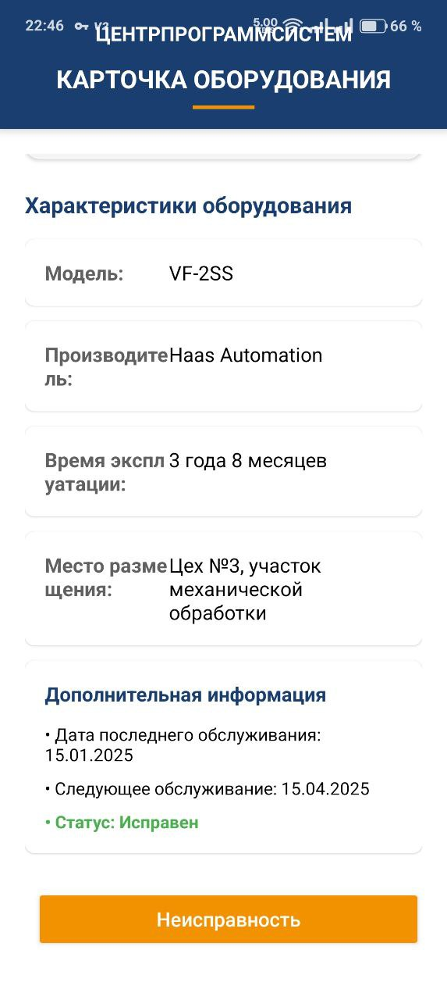 22:46
5.00
66 %
ЦЕНТРПРОГРАММСИСТЕМ
КАРТОЧКА ОБОРУДОВАНИЯ
Характеристики оборудования
Модель: VF-2SS
Производите Haas Automation
ль:
Время экспл 3 года 8 месяцев
уатации:
Место разме Цех №3, участок
щения: механической
обработки
Дополнительная информация
• Дата последнего обслуживания:
15.01.2025
• Следующее обслуживание: 15.04.2025
• Статус: Исправен
Неисправность